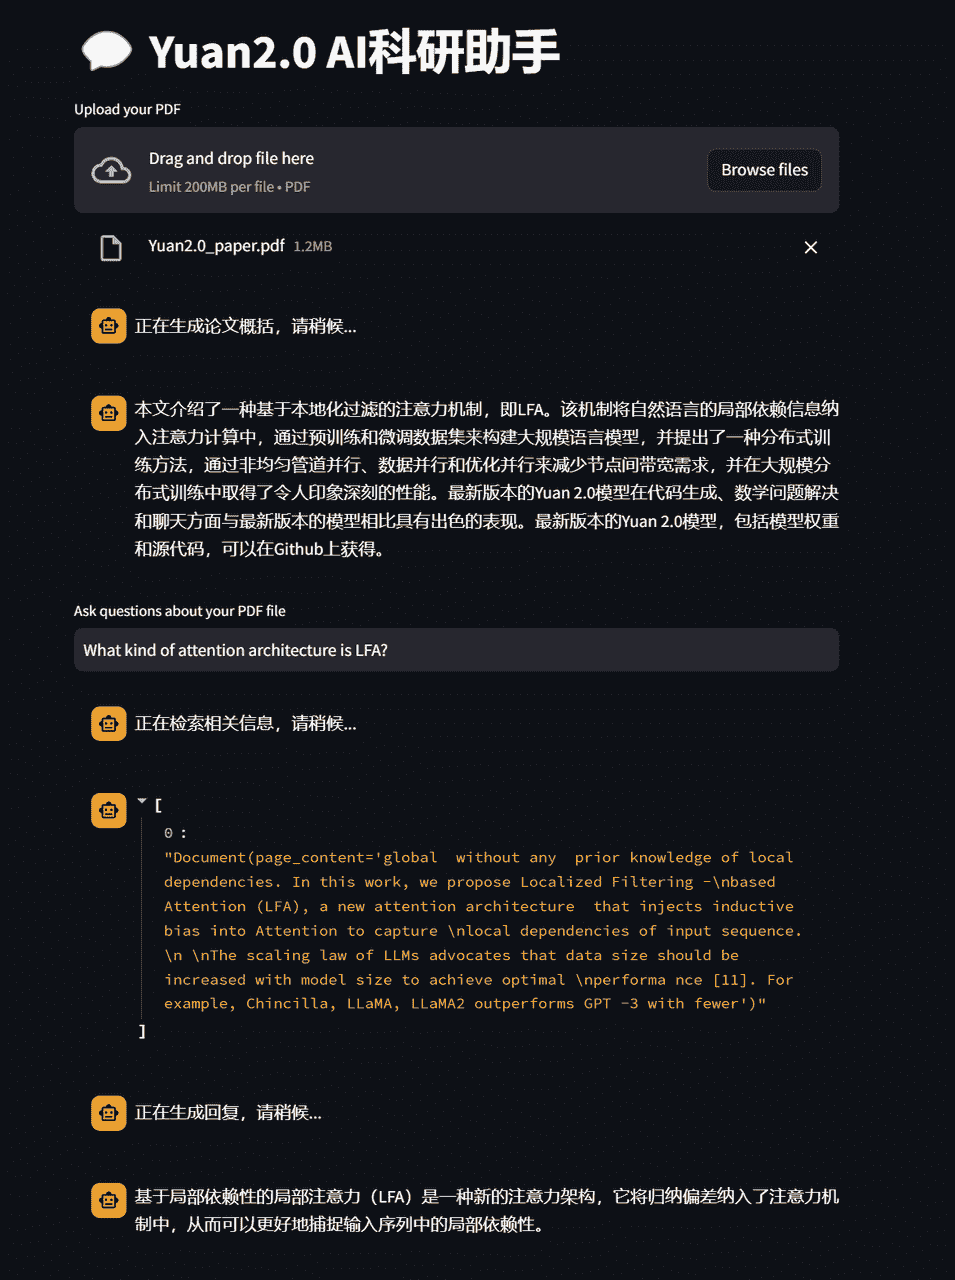 Yuan2.0 AI科研助手
Upload your PDF
Drag and drop file here
Limit 200MB per file • PDF
Browse files
Yuan2.0_paper.pdf 1.2MB
正在生成论文概括，请稍候...
本文介绍了一种基于本地化过滤的注意力机制，即LFA。该机制将自然语言的局部依赖信息纳
入注意力计算中，通过预训练和微调数据集来构建大规模语言模型，并提出了一种分布式训
练方法，通过非均匀管道并行、数据并行和优化并行来减少节点间带宽需求，并在大规模分
布式训练中取得了令人印象深刻的性能。最新版本的Yuan 2.0模型在代码生成、数学问题解决
和聊天方面与最新版本的模型相比具有出色的表现。最新版本的Yuan 2.0模型，包括模型权重
和源代码，可以在Github上获得。
Ask questions about your PDF file
What kind of attention architecture is LFA?
正在检索相关信息，请稍候...
[
0 :
"Document(page_content='global  without any  prior knowledge of local
dependencies. In this work, we propose Localized Filtering -\nbased
Attention (LFA), a new attention architecture  that injects inductive
bias into Attention to capture \nlocal dependencies of input sequence.
\n \nThe scaling law of LLMs advocates that data size should be
increased with model size to achieve optimal \nperforma nce [11]. For
example, Chincilla, LLaMA, LLaMA2 outperforms GPT -3 with fewer')"
]
正在生成回复，请稍候...
基于局部依赖性的局部注意力（LFA）是一种新的注意力架构，它将归纳偏差纳入了注意力机
制中，从而可以更好地捕捉输入序列中的局部依赖性。